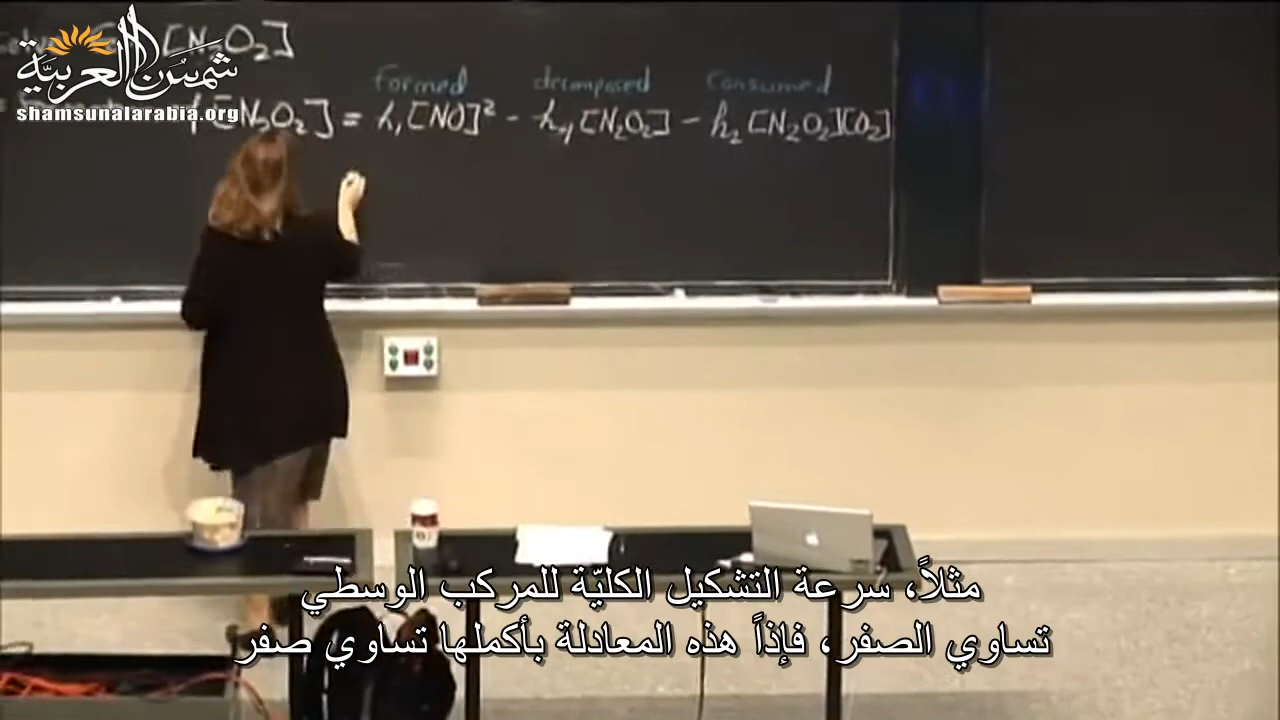 شمس العربية
shamsunalarabia.org
[N₂O₂]
formed decomposed consumed
[N₂O₂] = k₁[NO]² - k₋₁[N₂O₂] - k₂[N₂O₂][O₂]
مثلاً، سرعة التشكيل الكليّة للمركب الوسطي
تساوي الصفر، فإذاً هذه المعادلة بأكملها تساوي صفر